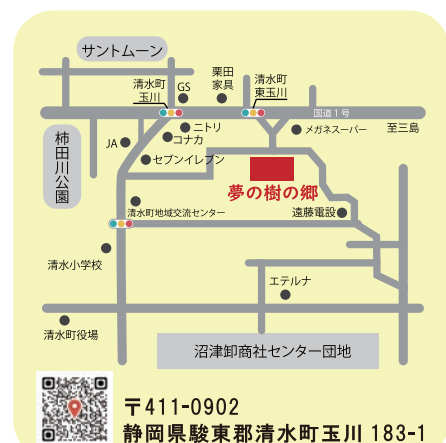 サントムーン
清水町
玉川
GS
栗田
家具
清水町
東玉川
国道1号
至三島
柿田川公園
JA
ニトリ
コナカ
メガネスーパー
セブンイレブン
夢の樹の郷
清水町地域交流センター
遠藤電設
清水小学校
エテルナ
清水町役場
沼津卸商社センター団地
〒411-0902
静岡県駿東郡清水町玉川 183-1